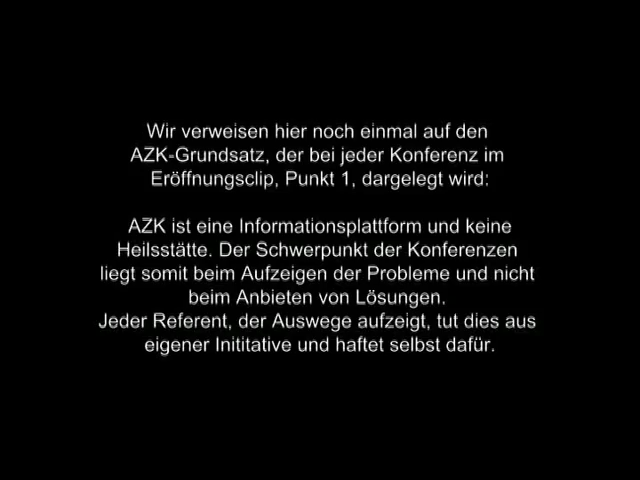 Wir verweisen hier noch einmal auf den
AZK-Grundsatz, der bei jeder Konferenz im
Eröffnungsclip, Punkt 1, dargelegt wird:
AZK ist eine Informationsplattform und keine
Heilsstätte. Der Schwerpunkt der Konferenzen
liegt somit beim Aufzeigen der Probleme und nicht
beim Anbieten von Lösungen.
Jeder Referent, der Auswege aufzeigt, tut dies aus
eigener Inititative und haftet selbst dafür.